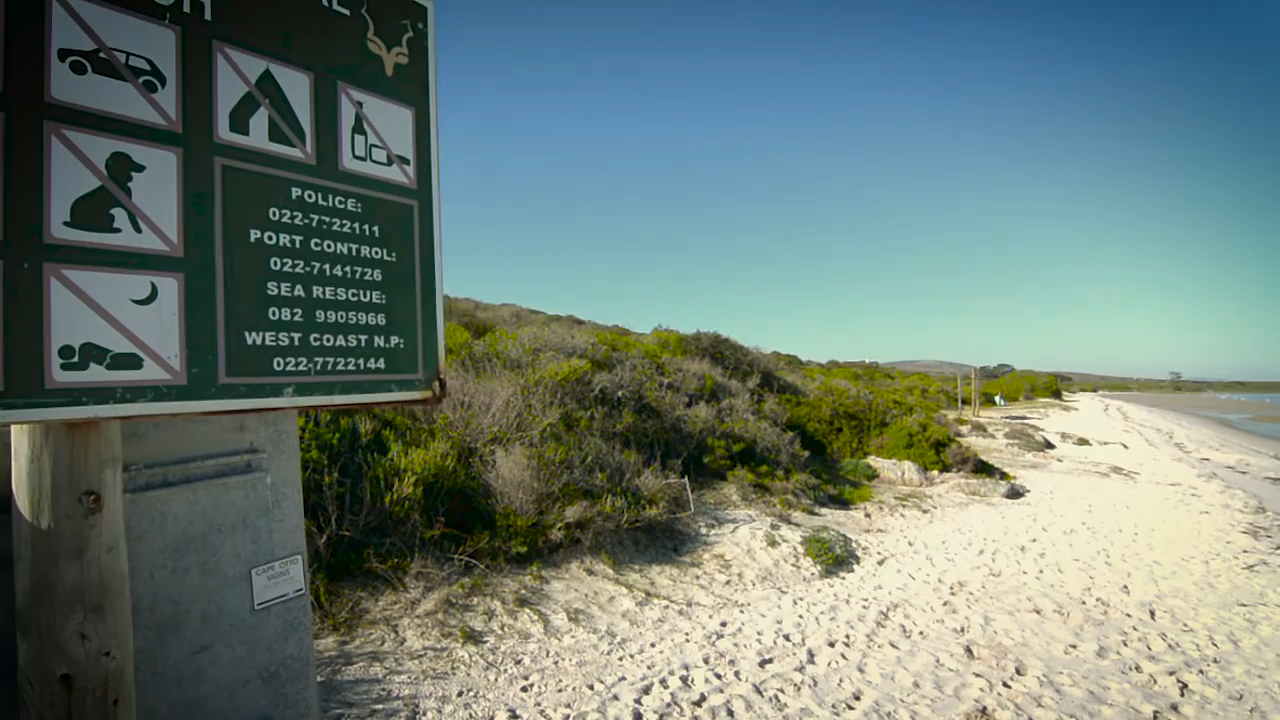 POLICE:
022-7722111
PORT CONTROL:
022-7141726
SEA RESCUE:
082 9905966
WEST COAST N.P:
022-7722144
CAPE OTTO
SIGNS